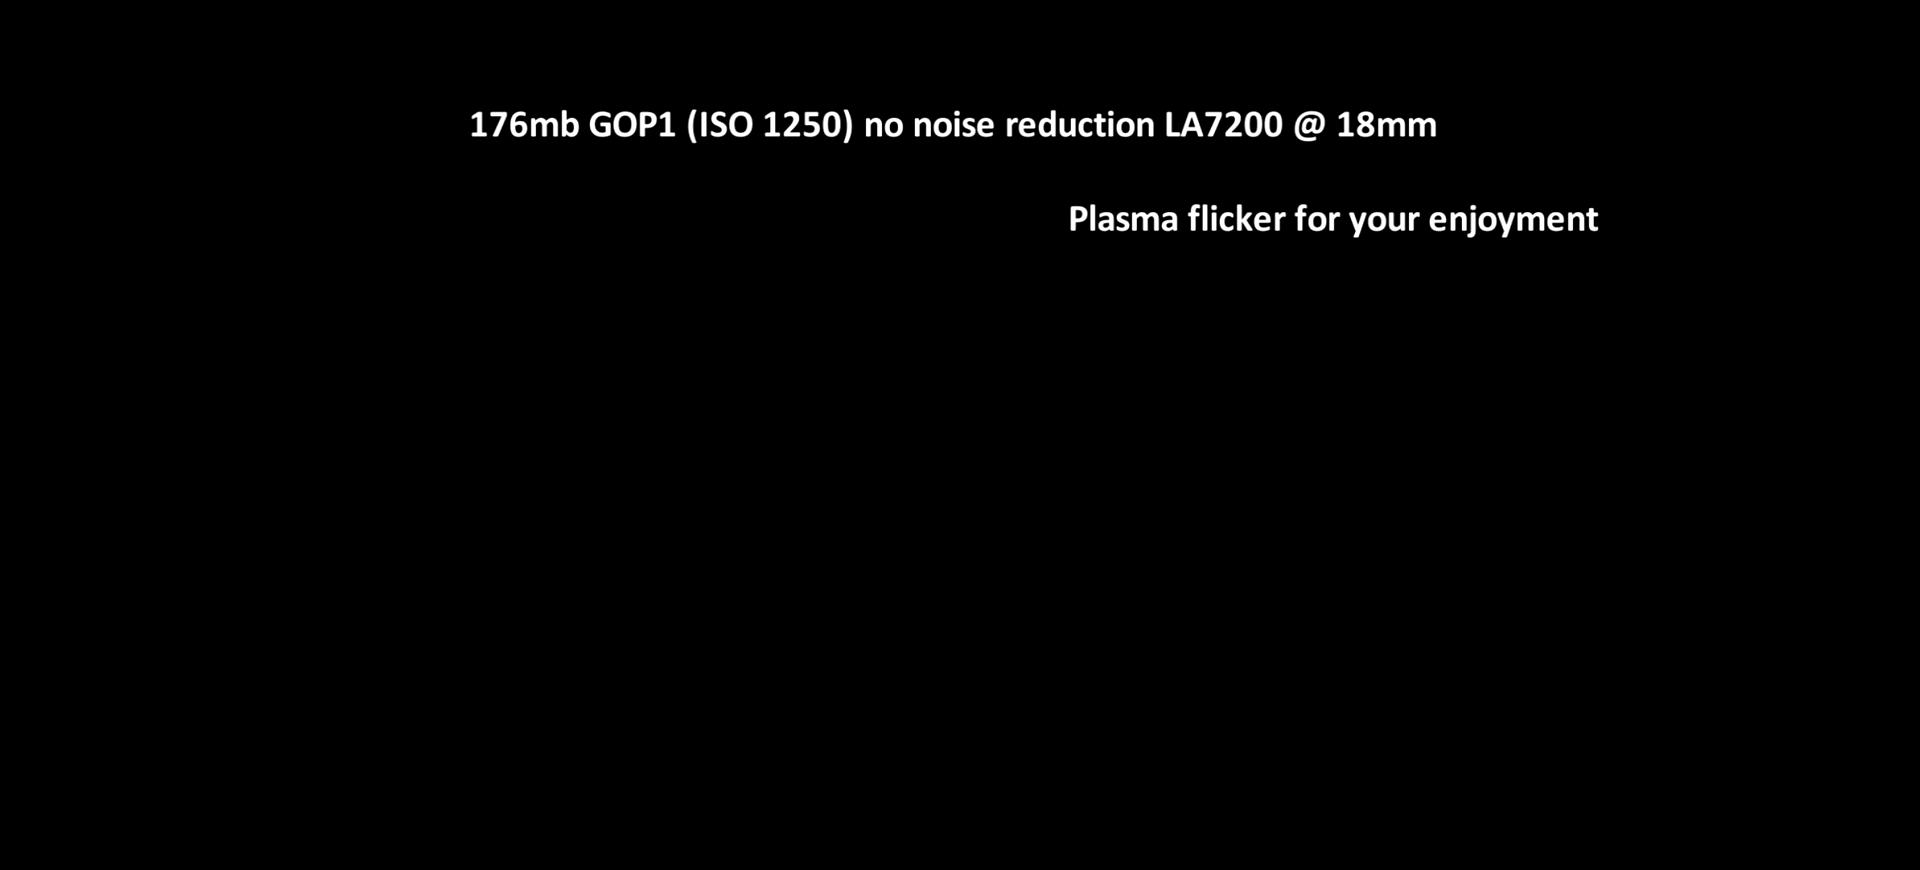 176mb GOP1 (ISO 1250) no noise reduction LA7200 @ 18mm
Plasma flicker for your enjoyment